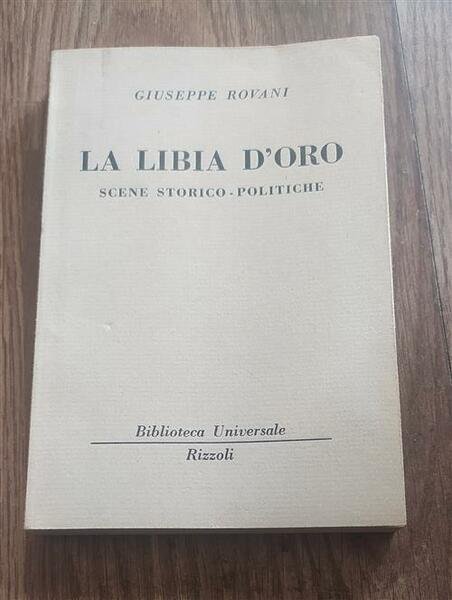 GIUSEPPE ROVANI
LA LIBIA D'ORO
SCENE STORICO-POLITICHE
Biblioteca Universale
Rizzoli